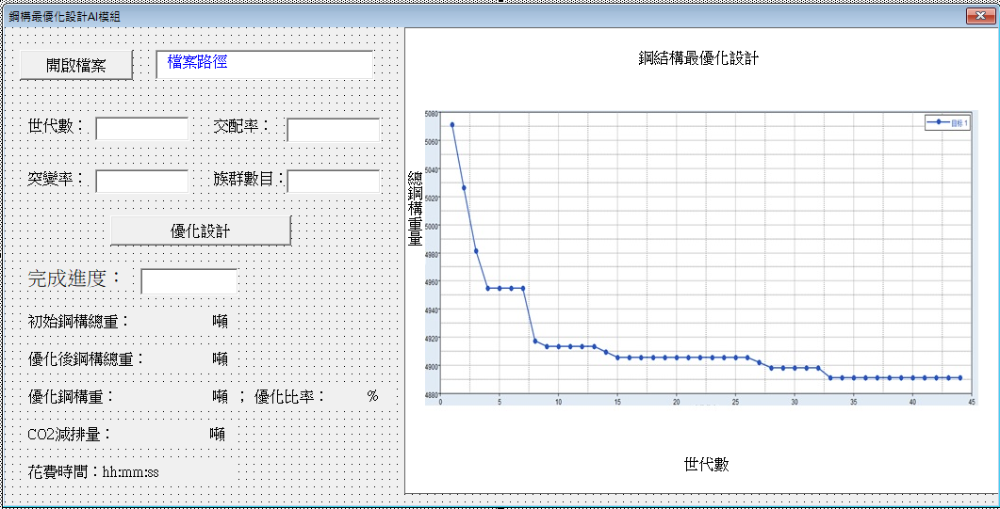 鋼構最優化設計AI模組
開啟檔案
檔案路徑
世代數：
交配率：
突變率：
族群數目：
優化設計
完成進度：
初始鋼構總重： 噸
優化後鋼構總重： 噸
優化鋼構重： 噸 ； 優化比率： %
CO2減排量： 噸
花費時間：hh:mm:ss
鋼結構最優化設計
目標 1
總鋼構重量
5080
5060
5040
5020
5000
4980
4960
4940
4920
4900
4880
0 5 10 15 20 25 30 35 40 45
世代數